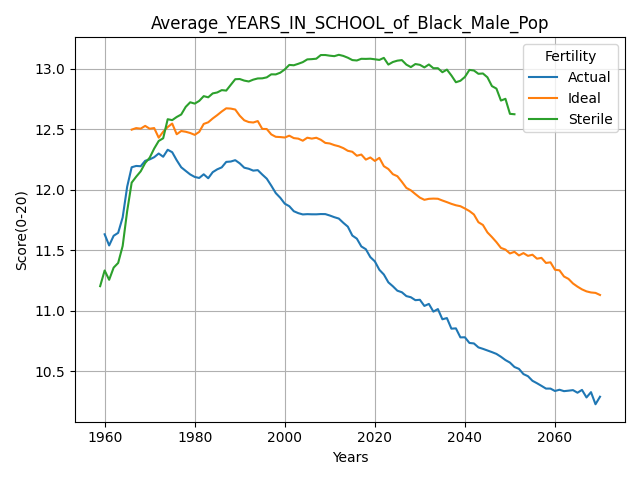 Average_YEARS_IN_SCHOOL_of_Black_Male_Pop
Fertility
Actual
Ideal
Sterile
Score(0-20)
13.0
12.5
12.0
11.5
11.0
10.5
1960 1980 2000 2020 2040 2060
Years